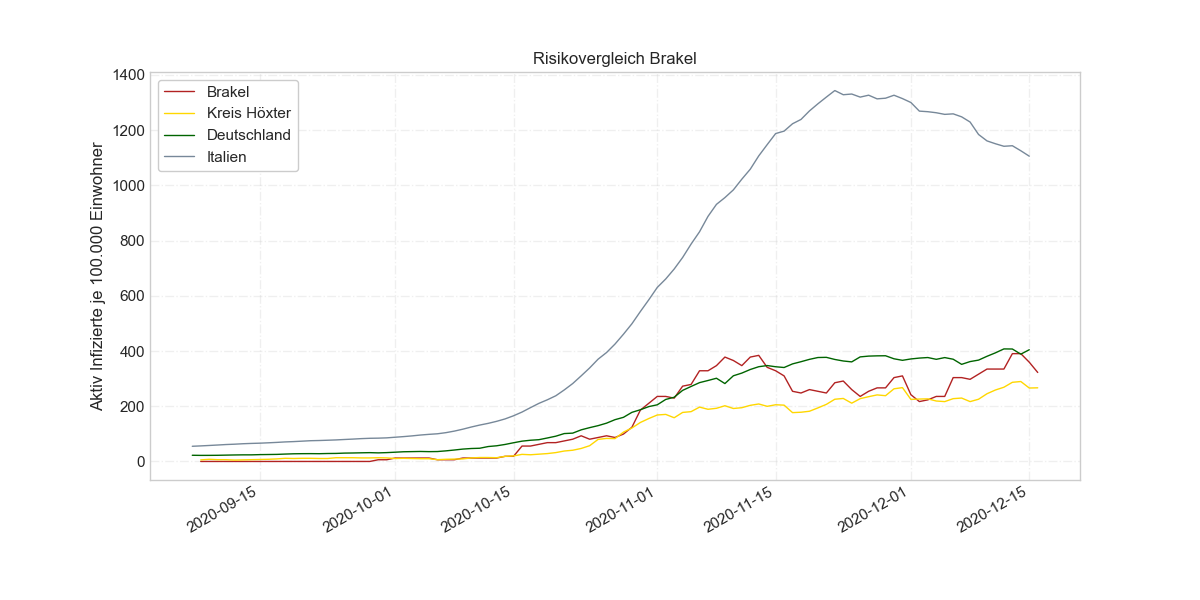 Risikovergleich Brakel
Brakel
Kreis Höxter
Deutschland
Italien
Aktiv Infizierte je 100.000 Einwohner
1400
1200
1000
800
600
400
200
0
2020-09-15
2020-10-01
2020-10-15
2020-11-01
2020-11-15
2020-12-01
2020-12-15